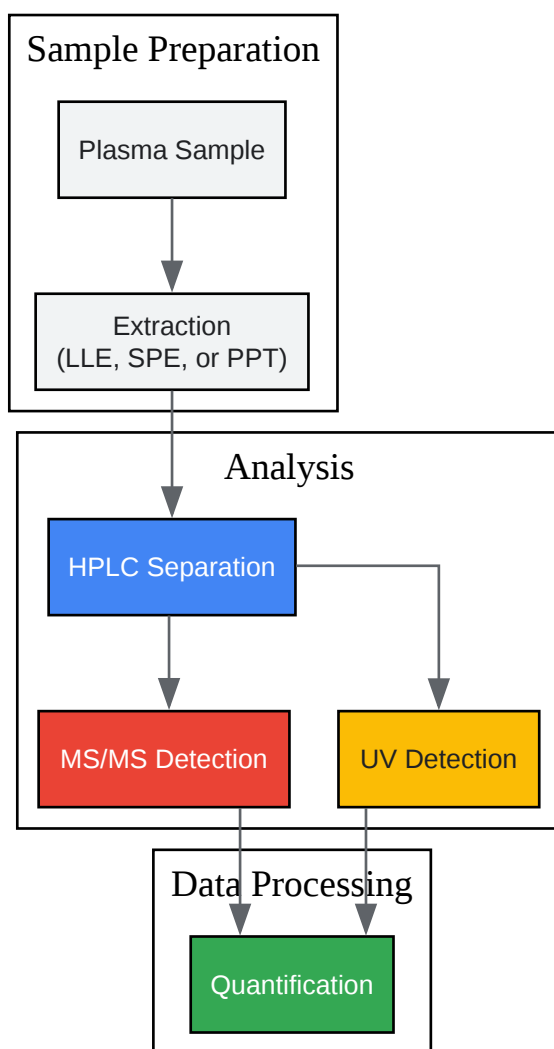 Sample Preparation
Plasma Sample
Extraction
(LLE, SPE, or PPT)
Analysis
HPLC Separation
MS/MS Detection
UV Detection
Data Processing
Quantification